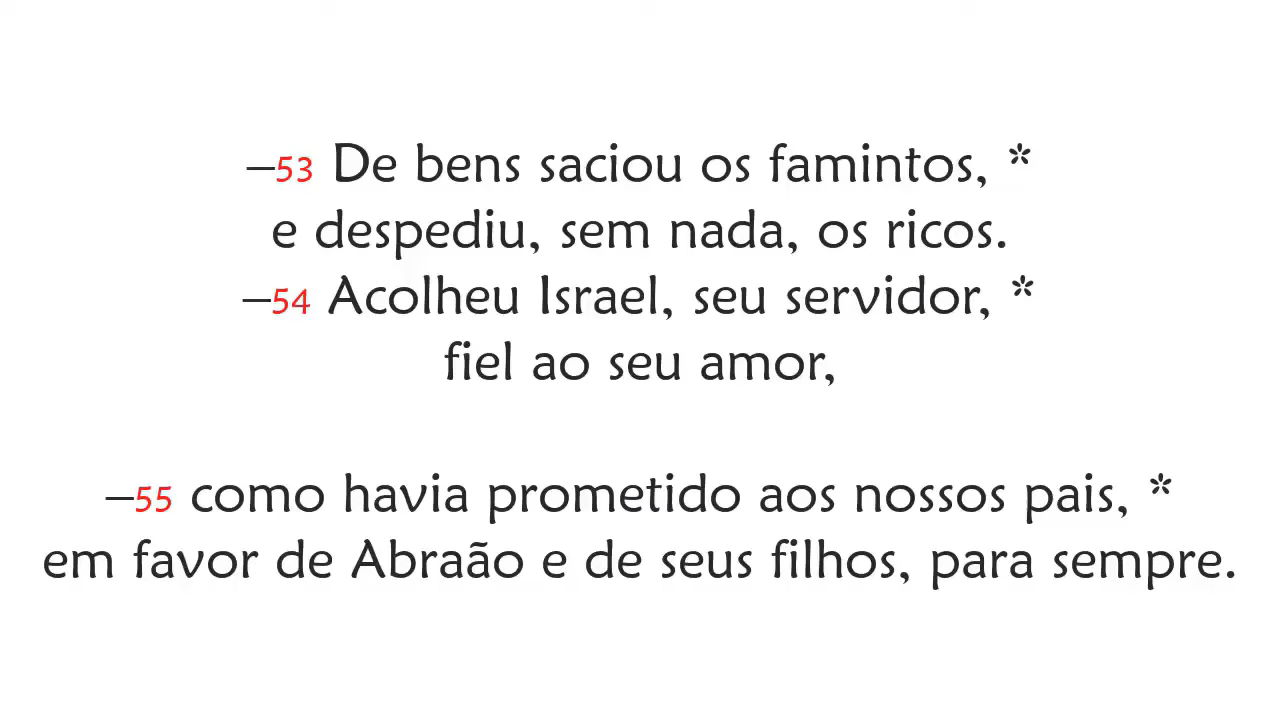 –53 De bens saciou os famintos, *
e despediu, sem nada, os ricos.
–54 Acolheu Israel, seu servidor, *
fiel ao seu amor,
–55 como havia prometido aos nossos pais, *
em favor de Abraão e de seus filhos, para sempre.